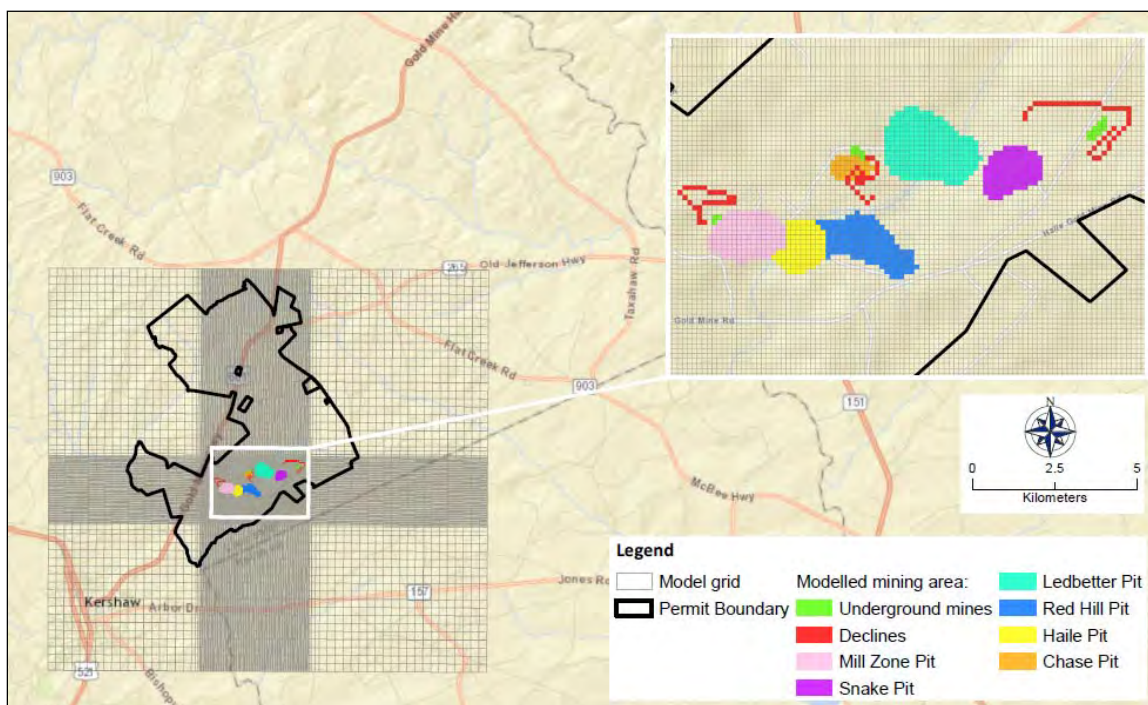 Gold Mine Hwy
903
Flat Creek Rd
265
Old Jefferson Hwy
Taxahaw Rd
Flat Creek Rd
903
151
McBee Hwy
Gold Mine Rd
Kershaw
Arbor Dr
157
Jones Rd
521
N
0 2.5 5
Kilometers
Legend
Model grid
Permit Boundary
Modelled mining area:
Underground mines
Declines
Mill Zone Pit
Snake Pit
Ledbetter Pit
Red Hill Pit
Haile Pit
Chase Pit